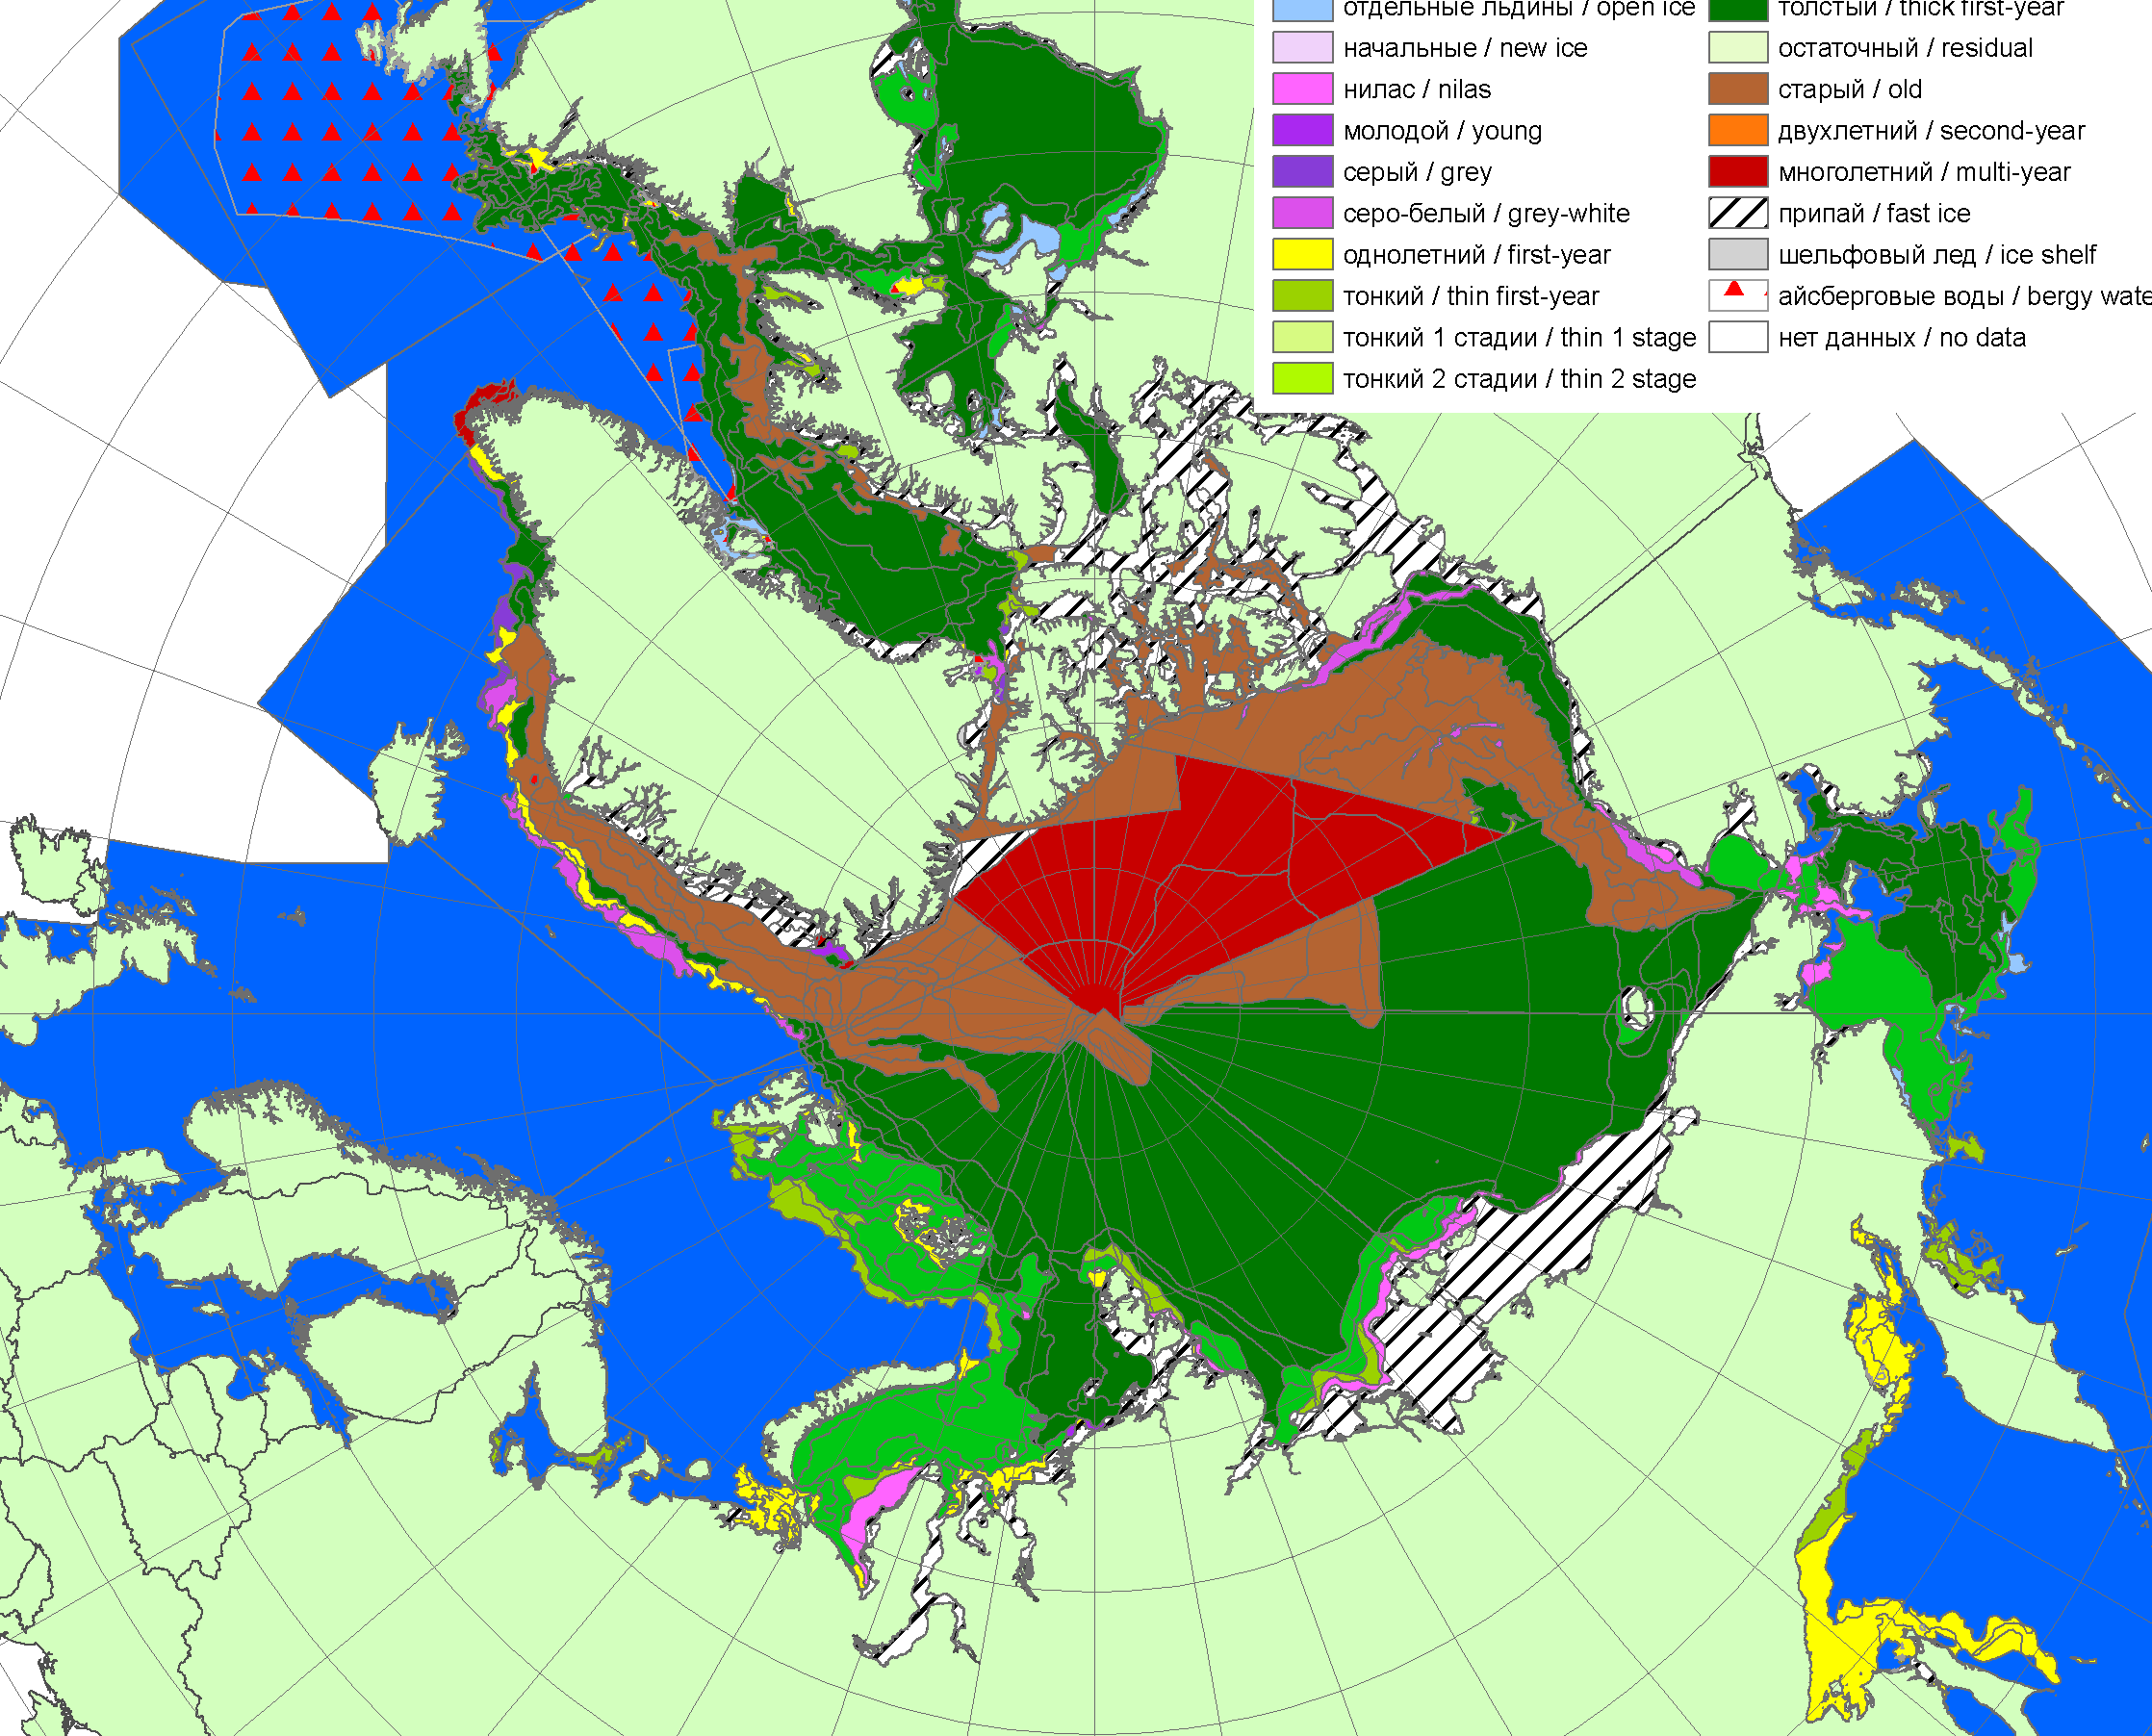 отдельные льдины / open ice
толстый / thick first-year
начальные / new ice
остаточный / residual
нилас / nilas
старый / old
молодой / young
двухлетний / second-year
серый / grey
многолетний / multi-year
серо-белый / grey-white
припай / fast ice
однолетний / first-year
шельфовый лед / ice shelf
тонкий / thin first-year
айсберговые воды / bergy wate
тонкий 1 стадии / thin 1 stage
нет данных / no data
тонкий 2 стадии / thin 2 stage